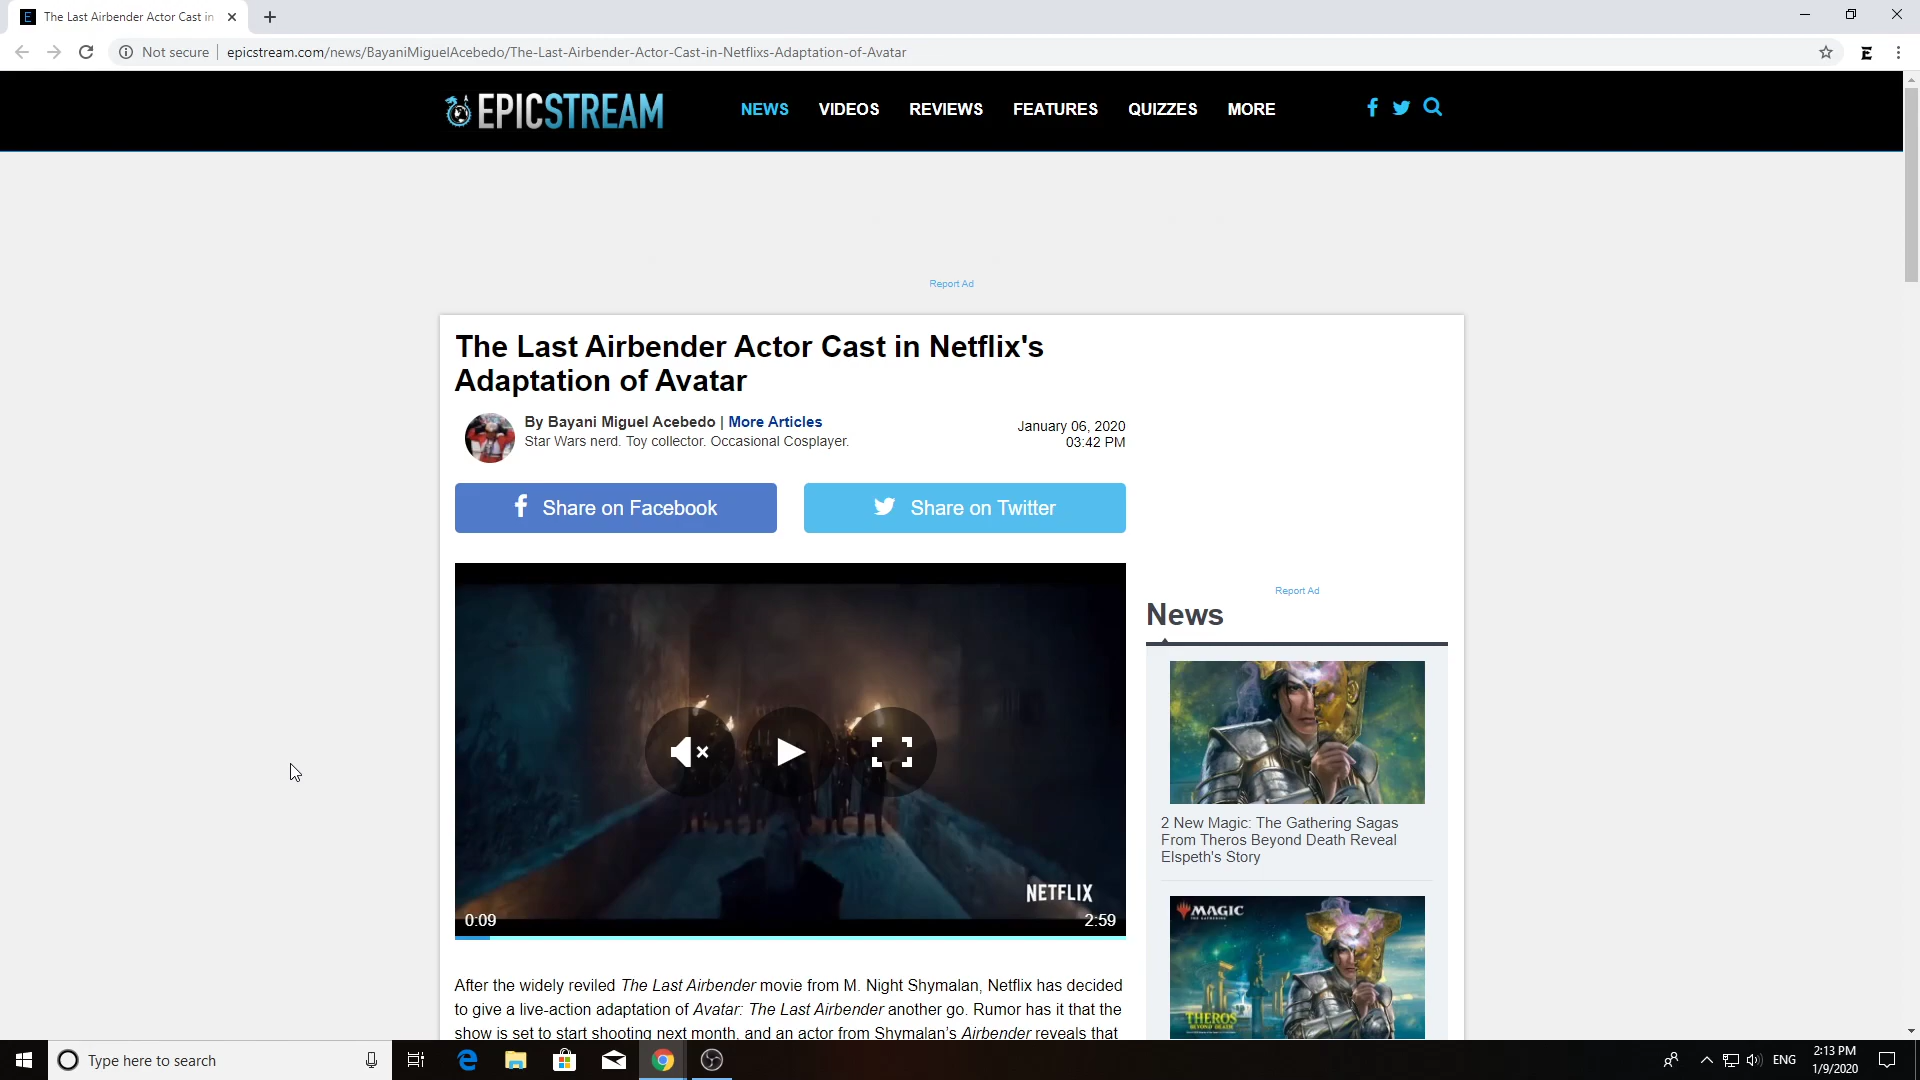 The Last Airbender Actor Cast in
Not secure
epicstream.com/news/BayaniMiguelAcebedo/The-Last-Airbender-Actor-Cast-in-Netflixs-Adaptation-of-Avatar
EPICSTREAM
NEWS VIDEOS REVIEWS FEATURES QUIZZES MORE
Report Ad
The Last Airbender Actor Cast in Netflix's
Adaptation of Avatar
By Bayani Miguel Acebedo | More Articles
Star Wars nerd. Toy collector. Occasional Cosplayer.
January 06, 2020
03:42 PM
Share on Facebook
Share on Twitter
NETFLIX
0:09
2:59
After the widely reviled The Last Airbender movie from M. Night Shymalan, Netflix has decided
to give a live-action adaptation of Avatar: The Last Airbender another go. Rumor has it that the
show is set to start shooting next month, and an actor from Shymalan's Airbender reveals that
Report Ad
News
2 New Magic: The Gathering Sagas
From Theros Beyond Death Reveal
Elspeth's Story
MAGIC
THE GATHERING
THEROS
BEYOND DEATH
Type here to search
ENG
2:13 PM
1/9/2020